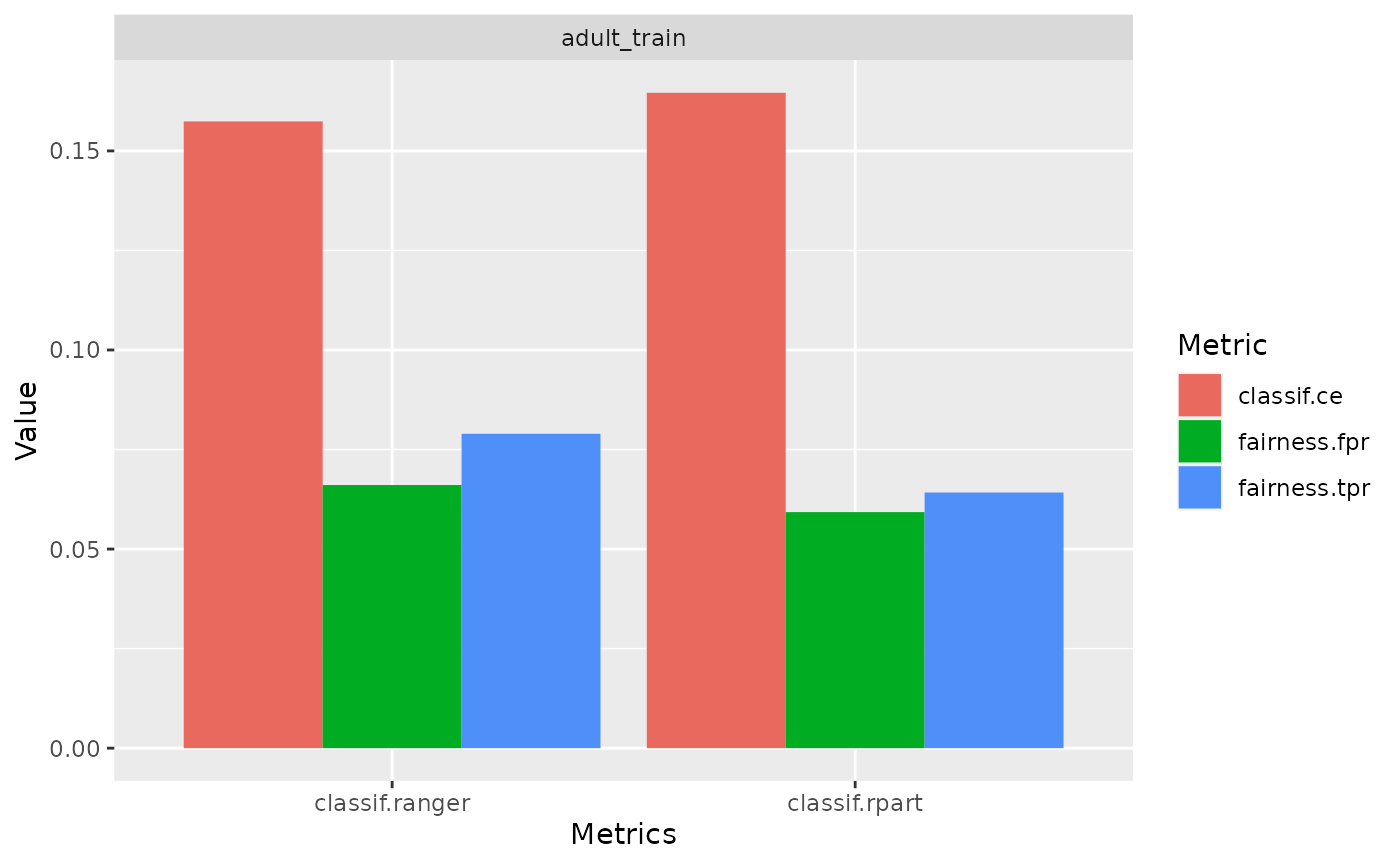 adult_train
0.15
0.10
0.05
0.00
Value
classif.ranger
classif.rpart
Metrics
Metric
classif.ce
fairness.fpr
fairness.tpr